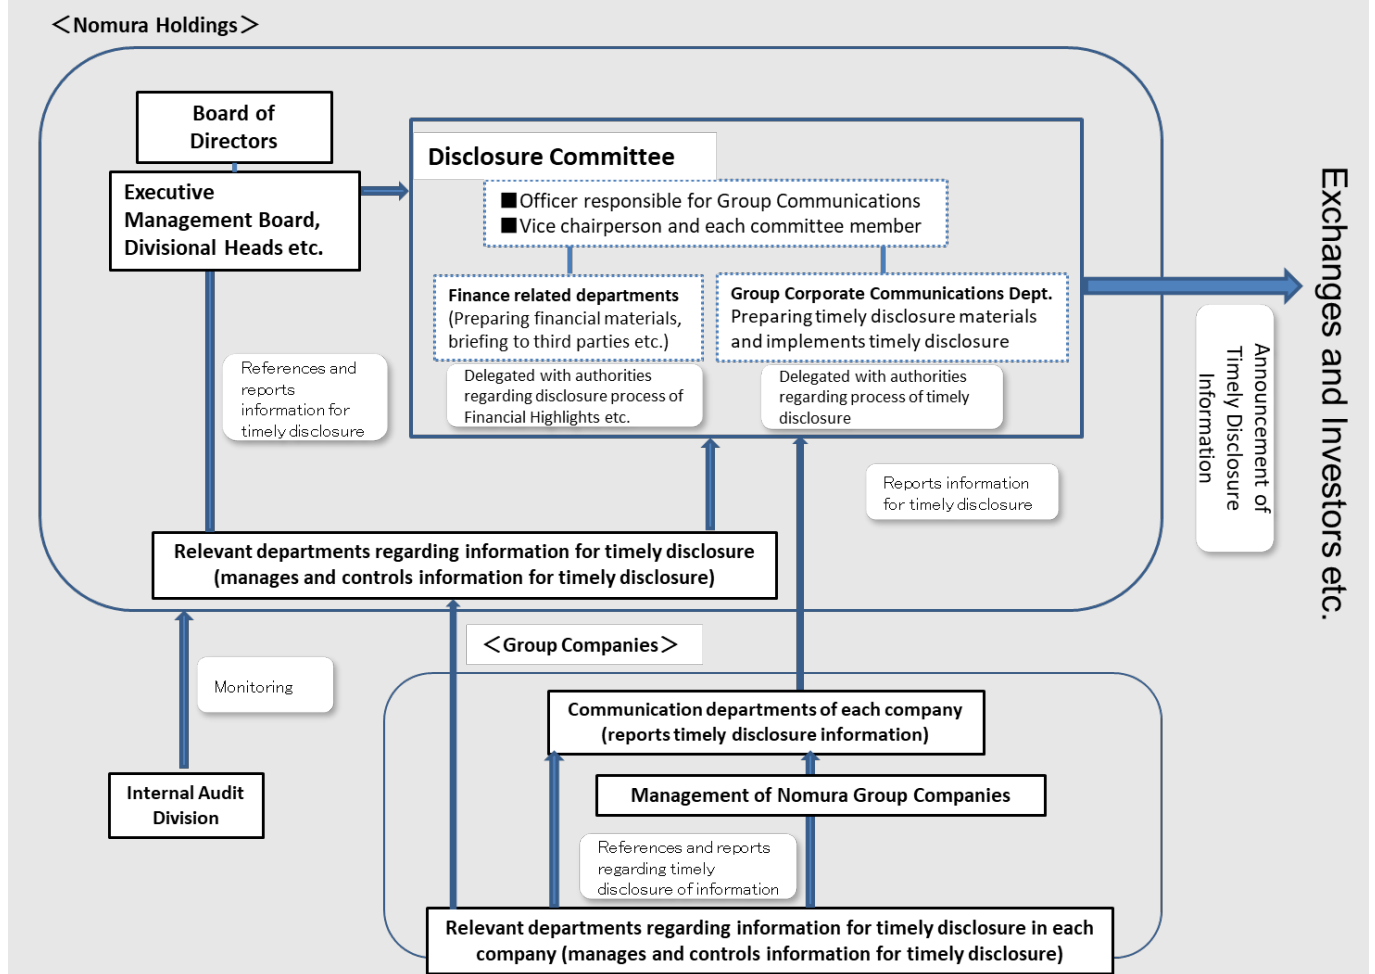 ＜Nomura Holdings＞
Board of
Directors
Executive
Management Board,
Divisional Heads etc.
Disclosure Committee
■Officer responsible for Group Communications
■Vice chairperson and each committee member
Finance related departments
(Preparing financial materials,
briefing to third parties etc.)
Group Corporate Communications Dept.
Preparing timely disclosure materials
and implements timely disclosure
Delegated with authorities
regarding disclosure process of
Financial Highlights etc.
Delegated with authorities
regarding process of timely
disclosure
References and
reports
information for
timely disclosure
Reports information
for timely disclosure
Announcement of
Timely Disclosure
Information
Exchanges and Investors etc.
Relevant departments regarding information for timely disclosure
(manages and controls information for timely disclosure)
＜Group Companies＞
Monitoring
Internal Audit
Division
Communication departments of each company
(reports timely disclosure information)
Management of Nomura Group Companies
References and reports
regarding timely
disclosure of information
Relevant departments regarding information for timely disclosure in each
company (manages and controls information for timely disclosure)